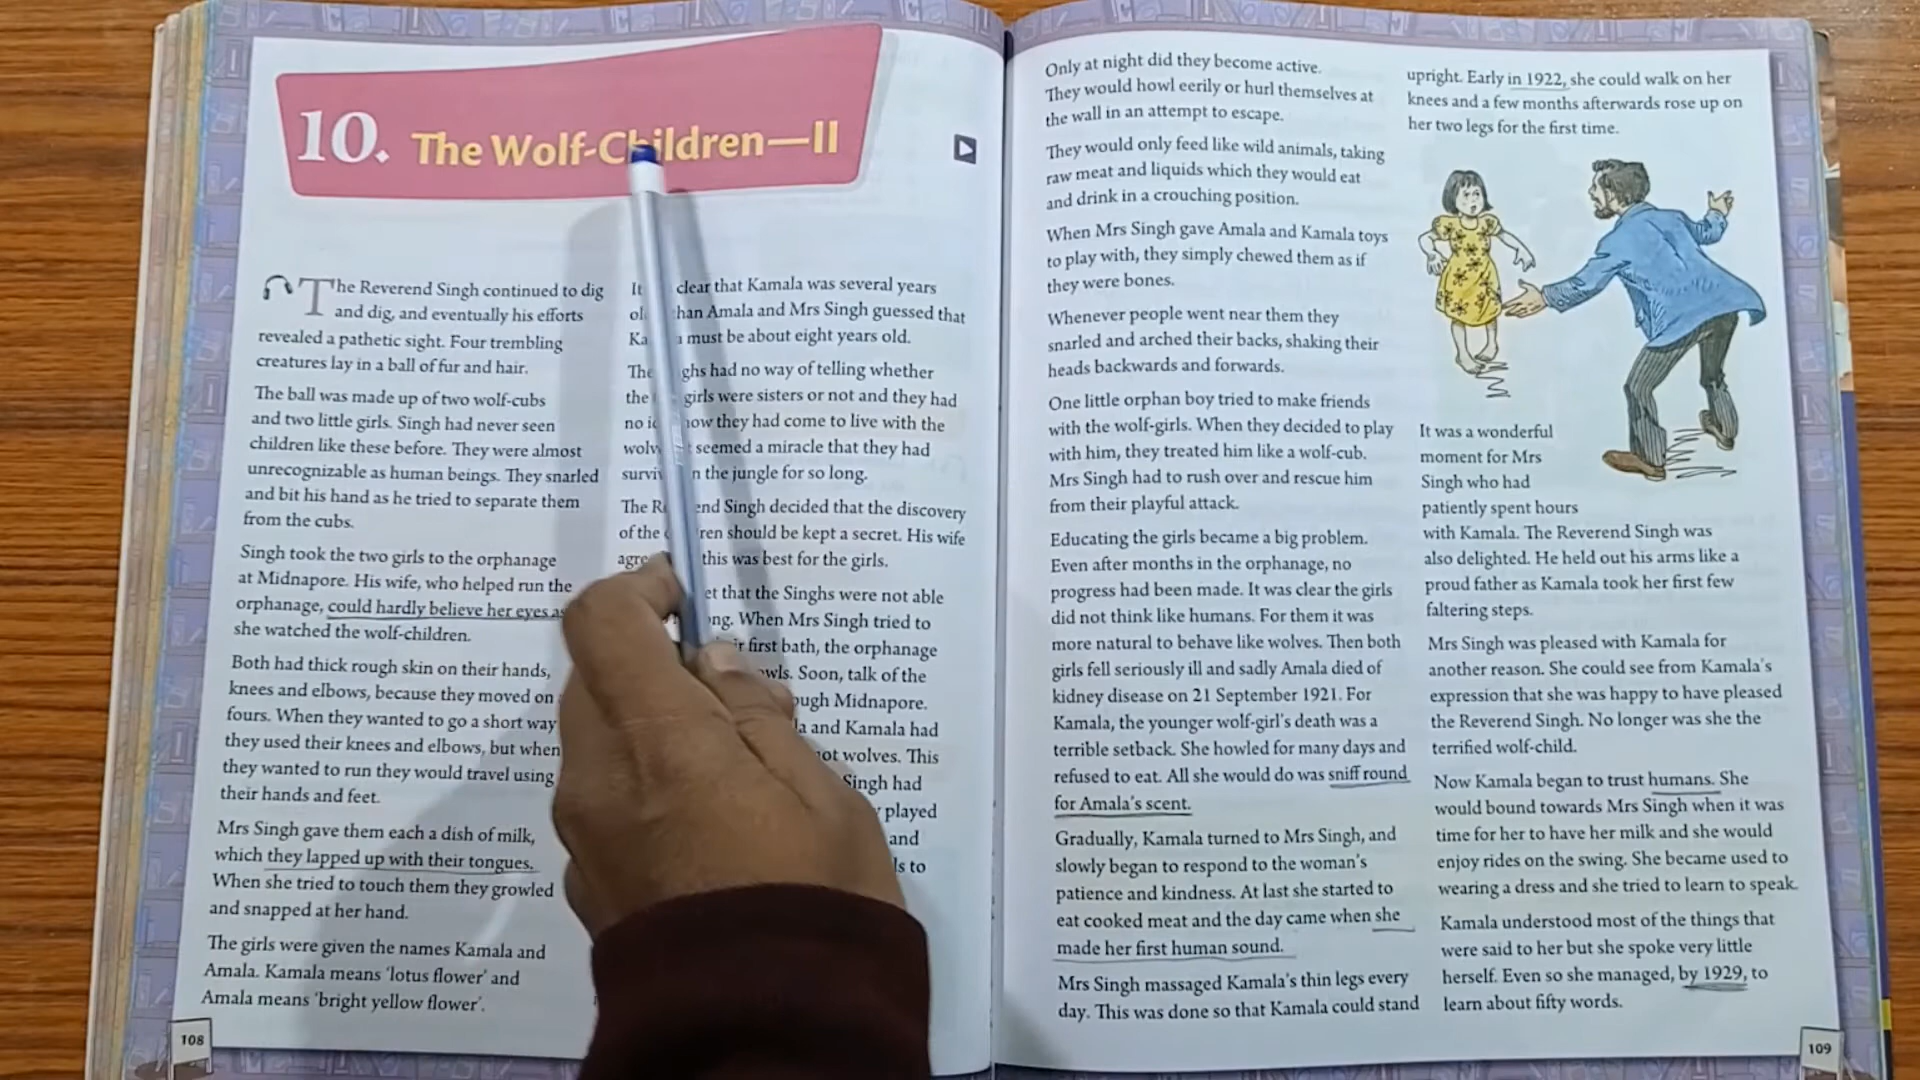 10. The Wolf-Children—II
The Reverend Singh continued to dig
and dig, and eventually his efforts
revealed a pathetic sight. Four trembling
creatures lay in a ball of fur and hair.
The ball was made up of two wolf-cubs
and two little girls. Singh had never seen
children like these before. They were almost
unrecognizable as human beings. They snarled
and bit his hand as he tried to separate them
from the cubs.
Singh took the two girls to the orphanage
at Midnapore. His wife, who helped run the
orphanage, could hardly believe her eyes as
she watched the wolf-children.
Both had thick rough skin on their hands,
knees and elbows, because they moved on
fours. When they wanted to go a short way
they used their knees and elbows, but when
they wanted to run they would travel using
their hands and feet.
Mrs Singh gave them each a dish of milk,
which they lapped up with their tongues.
When she tried to touch them they growled
and snapped at her hand.
The girls were given the names Kamala and
Amala. Kamala means 'lotus flower' and
Amala means 'bright yellow flower'.
108
It clear that Kamala was several years
than Amala and Mrs Singh guessed that
must be about eight years old.
had no way of telling whether
the girls were sisters or not and they had
no how they had come to live with the
seemed a miracle that they had
in the jungle for so long.
The Singh decided that the discovery
of the should be kept a secret. His wife
this was best for the girls.
that the Singhs were not able
When Mrs Singh tried to
first bath, the orphanage
Soon, talk of the
Midnapore.
and Kamala had
not wolves. This
Singh had
played
and
to
Only at night did they become active.
They would howl eerily or hurl themselves at
the wall in an attempt to escape.
They would only feed like wild animals, taking
raw meat and liquids which they would eat
and drink in a crouching position.
When Mrs Singh gave Amala and Kamala toys
to play with, they simply chewed them as if
they were bones.
Whenever people went near them they
snarled and arched their backs, shaking their
heads backwards and forwards.
One little orphan boy tried to make friends
with the wolf-girls. When they decided to play
with him, they treated him like a wolf-cub.
Mrs Singh had to rush over and rescue him
from their playful attack.
Educating the girls became a big problem.
Even after months in the orphanage, no
progress had been made. It was clear the girls
did not think like humans. For them it was
more natural to behave like wolves. Then both
girls fell seriously ill and sadly Amala died of
kidney disease on 21 September 1921. For
Kamala, the younger wolf-girl's death was a
terrible setback. She howled for many days and
refused to eat. All she would do was sniff round
for Amala's scent.
Gradually, Kamala turned to Mrs Singh, and
slowly began to respond to the woman's
patience and kindness. At last she started to
eat cooked meat and the day came when she
made her first human sound.
Mrs Singh massaged Kamala's thin legs every
day. This was done so that Kamala could stand
upright. Early in 1922, she could walk on her
knees and a few months afterwards rose up on
her two legs for the first time.
It was a wonderful
moment for Mrs
Singh who had
patiently spent hours
with Kamala. The Reverend Singh was
also delighted. He held out his arms like a
proud father as Kamala took her first few
faltering steps.
Mrs Singh was pleased with Kamala for
another reason. She could see from Kamala's
expression that she was happy to have pleased
the Reverend Singh. No longer was she the
terrified wolf-child.
Now Kamala began to trust humans. She
would bound towards Mrs Singh when it was
time for her to have her milk and she would
enjoy rides on the swing. She became used to
wearing a dress and she tried to learn to speak.
Kamala understood most of the things that
were said to her but she spoke very little
herself. Even so she managed, by 1929, to
learn about fifty words.
109